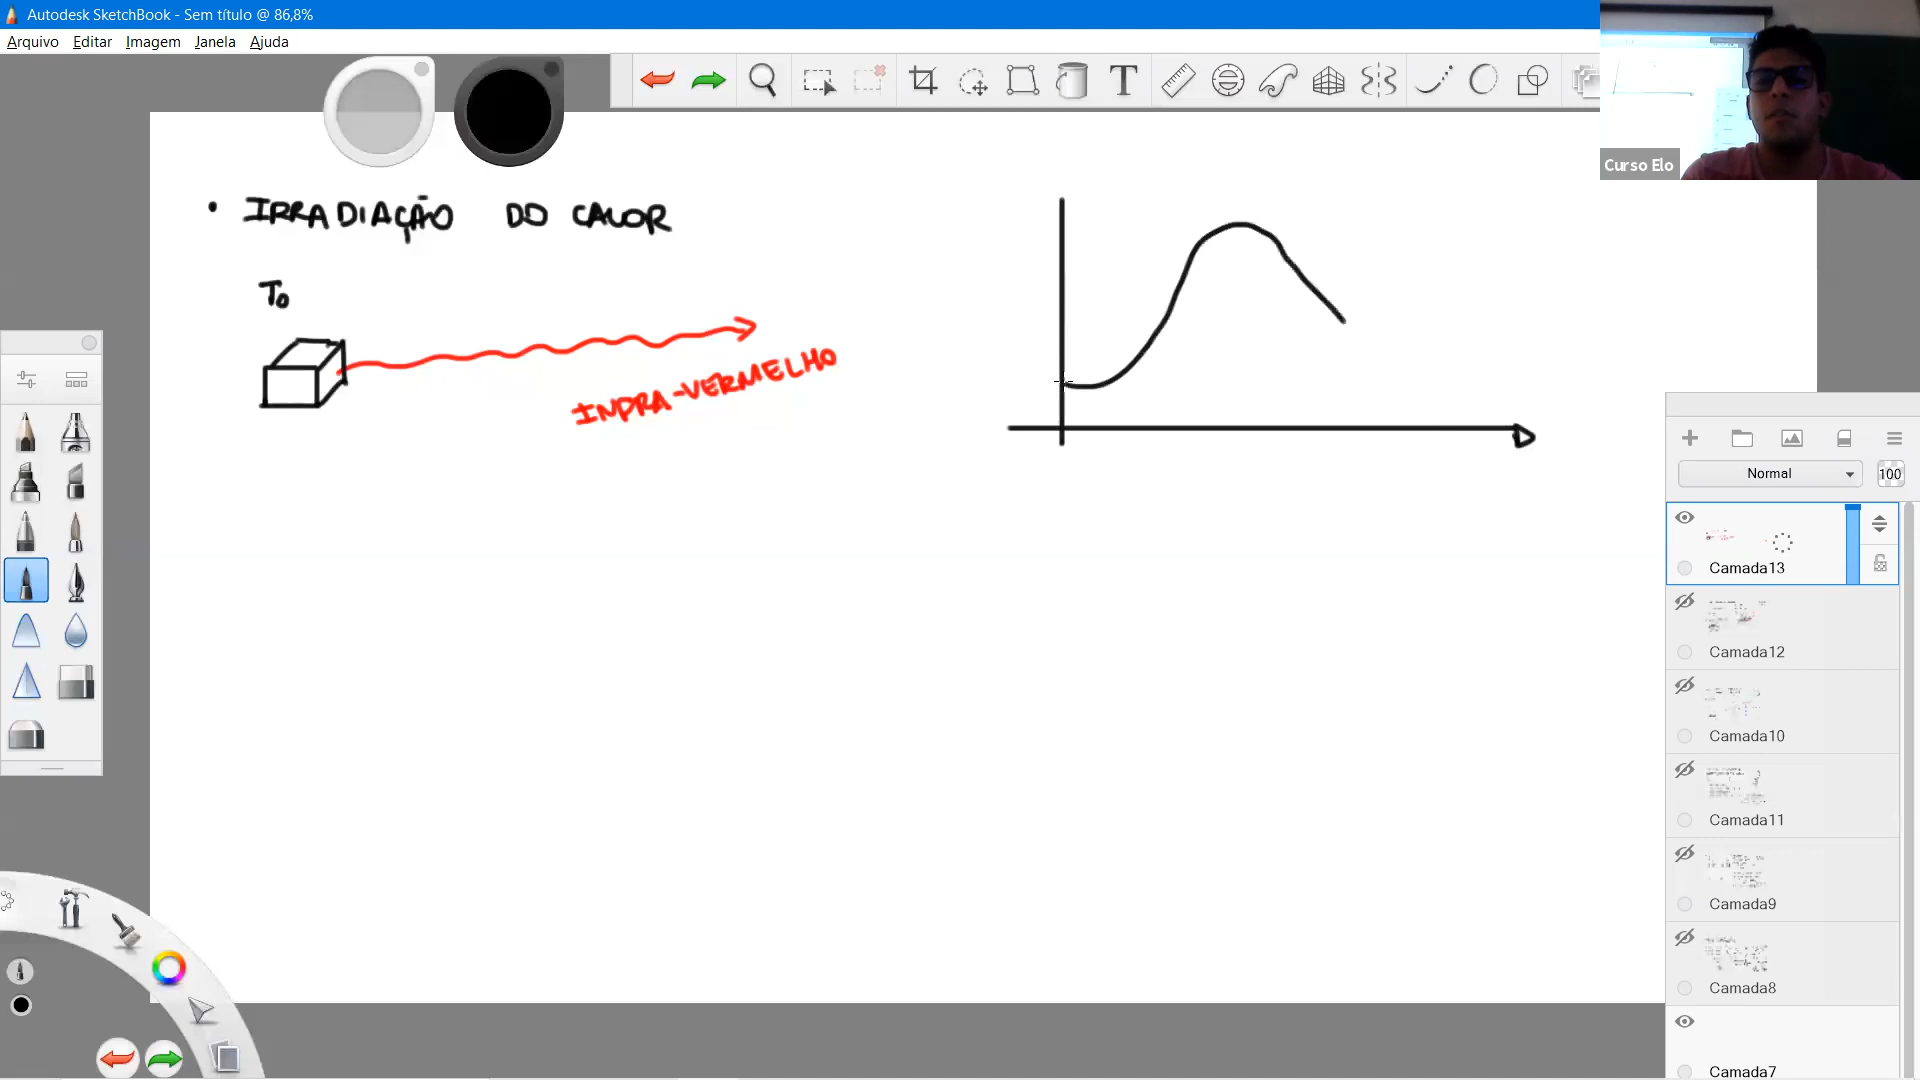 Autodesk SketchBook - Sem título @ 86,8%
Arquivo Editar Imagem Janela Ajuda
T
Curso Elo
• IRRADIAÇÃO DO CALOR
To
INPRA-VERMELHO
Normal 100
Camada13
Camada12
Camada10
Camada11
Camada9
Camada8
Camada7